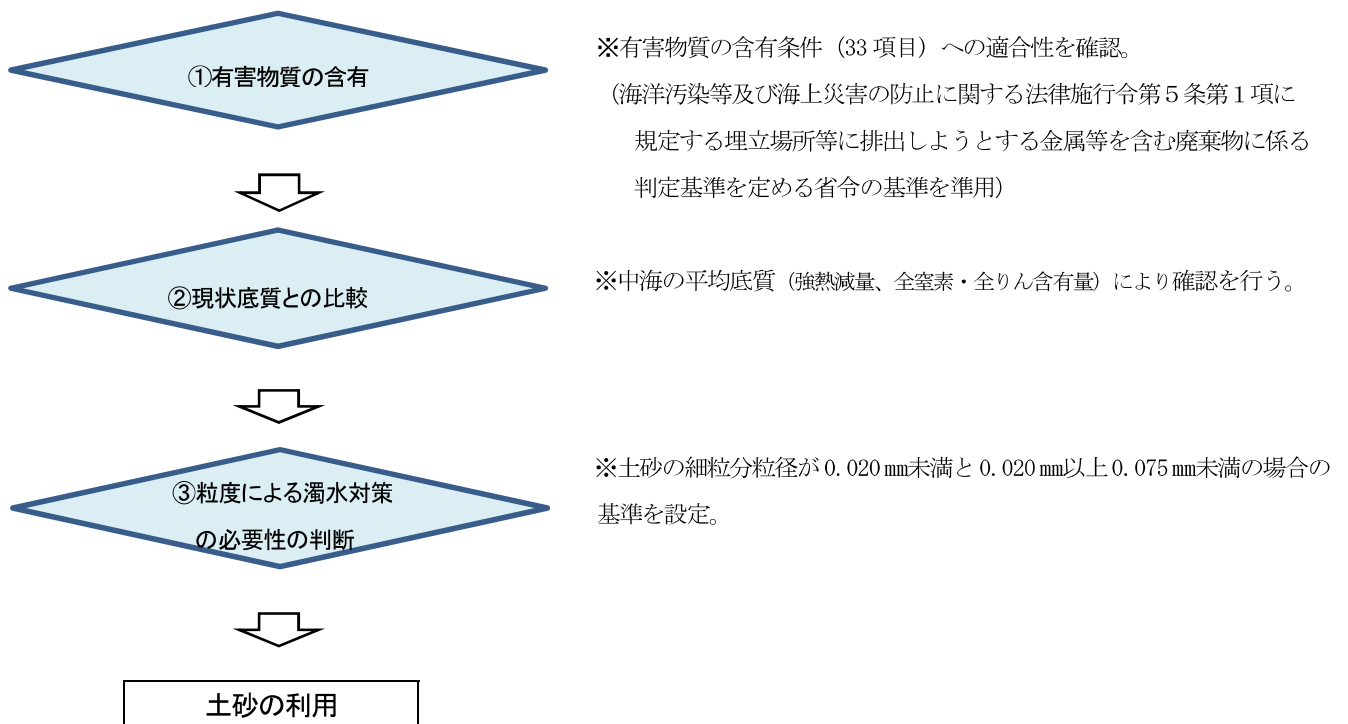 ①有害物質の含有
※有害物質の含有条件（33 項目）への適合性を確認。
（海洋汚染等及び海上災害の防止に関する法律施行令第５条第１項に
規定する埋立場所等に排出しようとする金属等を含む廃棄物に係る
判定基準を定める省令の基準を準用）
②現状底質との比較
※中海の平均底質（強熱減量、全窒素・全りん含有量）により確認を行う。
③粒度による濁水対策
の必要性の判断
※土砂の細粒分粒径が 0.020 ㎜未満と 0.020 ㎜以上 0.075 ㎜未満の場合の
基準を設定。
土砂の利用